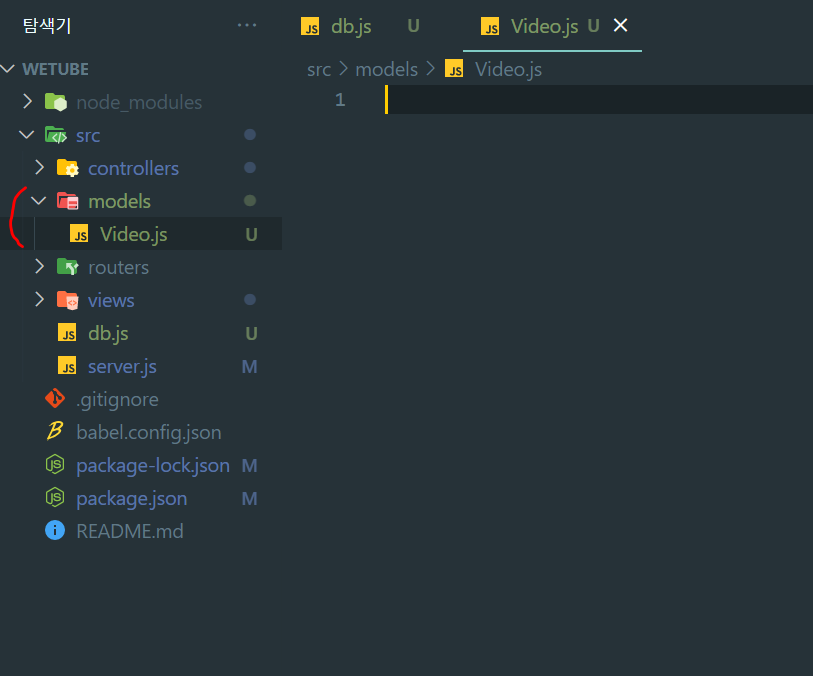 탐색기 ... JS db.js U JS Video.js U
WETUBE src > models > JS Video.js
node_modules 1
src
controllers
models
JS Video.js U
routers
views
JS db.js U
JS server.js M
.gitignore
B babel.config.json
JS package-lock.json M
JS package.json M
i README.md